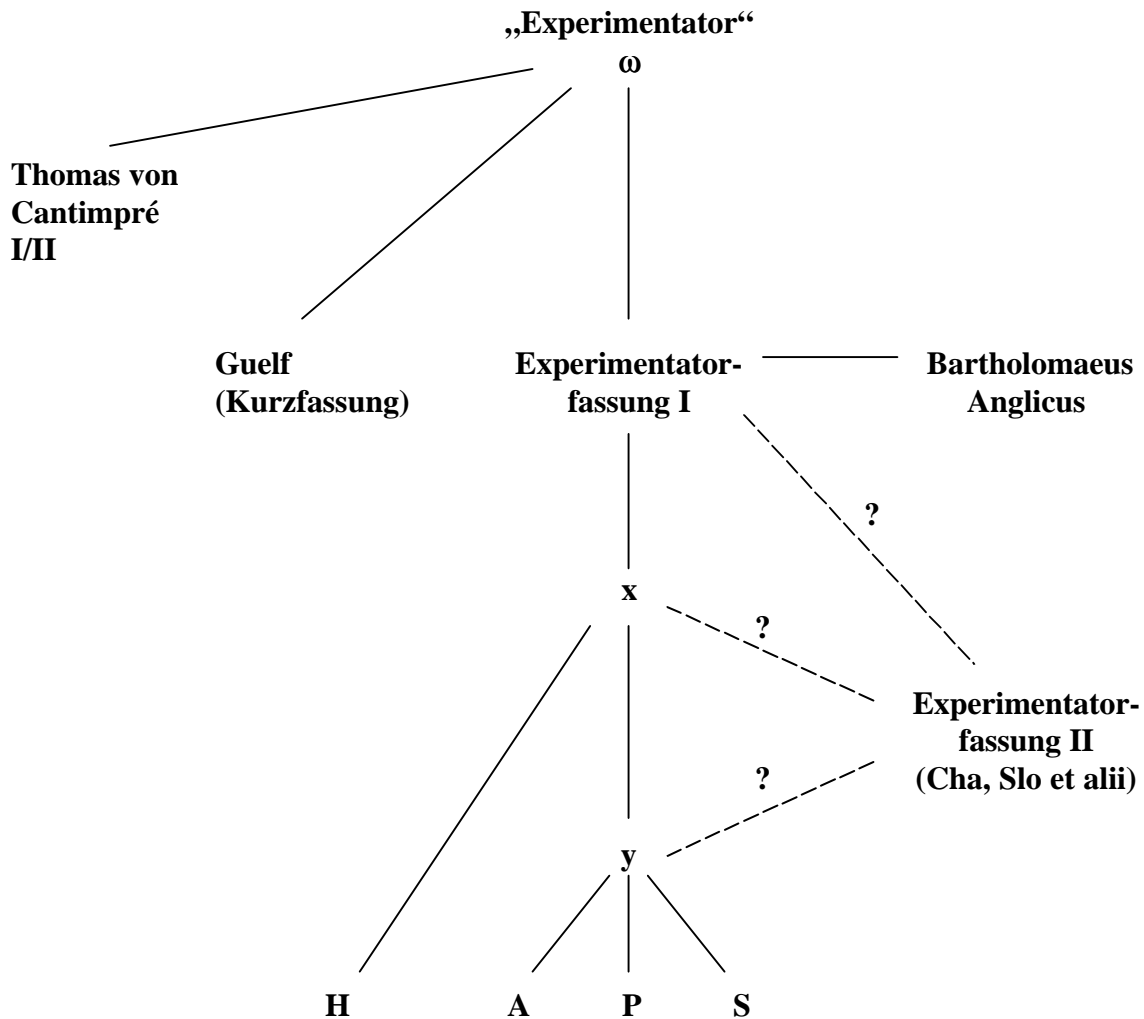 „Experimentator“
ω
Thomas von
Cantimpré
I/II
Guelf
(Kurzfassung)
Experimentator-
fassung I
Bartholomaeus
Anglicus
?
x
?
Experimentator-
fassung II
(Cha, Slo et alii)
?
y
H A P S